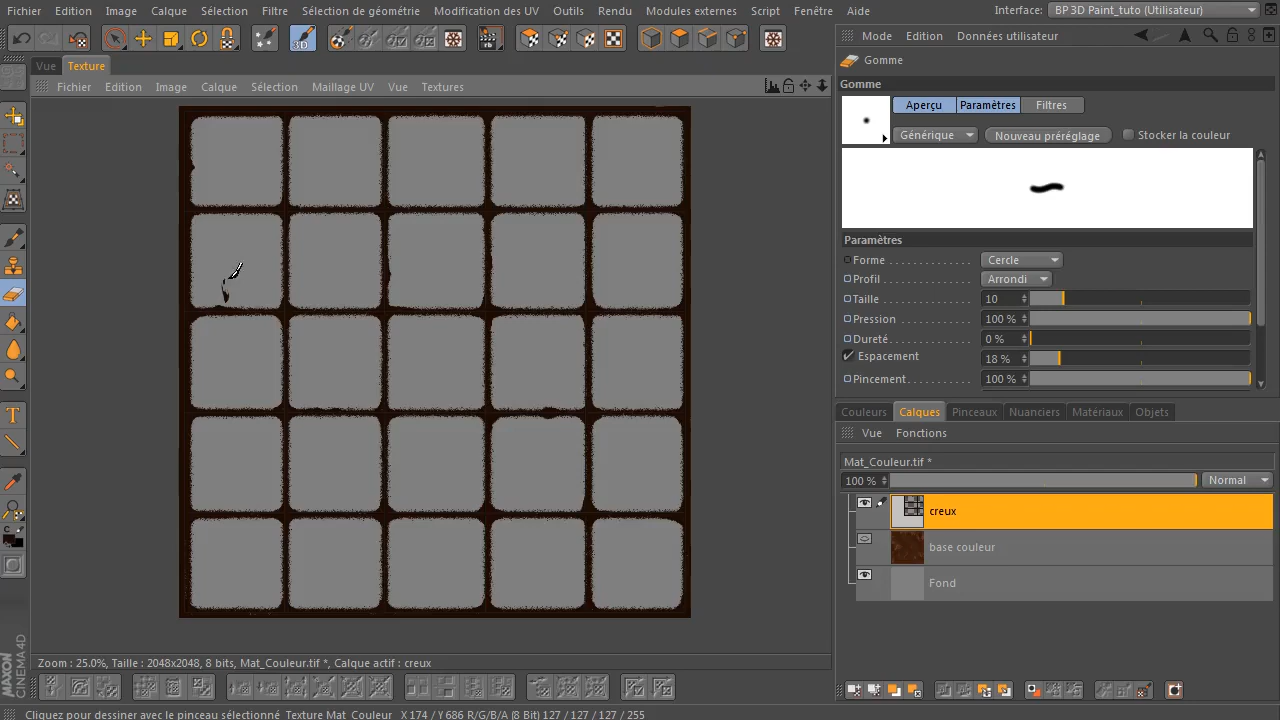 Fichier Edition Image Calque Sélection Filtre Sélection de géométrie Modification des UV Outils Rendu Modules externes Script Fenêtre Aide Interface: BP 3D Paint_tuto (Utilisateur)
3D
Mode Edition Données utilisateur
Vue Texture
Gomme
Fichier Edition Image Calque Sélection Maillage UV Vue Textures
Gomme
Aperçu Paramètres Filtres
Générique Nouveau préréglage Stocker la couleur
Paramètres
Forme Cercle
Profil Arrondi
Taille 10
Pression 100 %
Dureté 0 %
Espacement 18 %
Pincement 100 %
Couleurs Calques Pinceaux Nuanciers Matériaux Objets
Vue Fonctions
Mat_Couleur.tif *
100 % Normal
creux
base couleur
Fond
T
C
Zoom : 25.0%, Taille : 2048x2048, 8 bits, Mat_Couleur.tif *, Calque actif : creux
MAXON
CINEMA 4D
Cliquez pour dessiner avec le pinceau sélectionné Texture Mat_Couleur X 174 / Y 686 R/G/B/A (8 Bit) 127 / 127 / 127 / 255